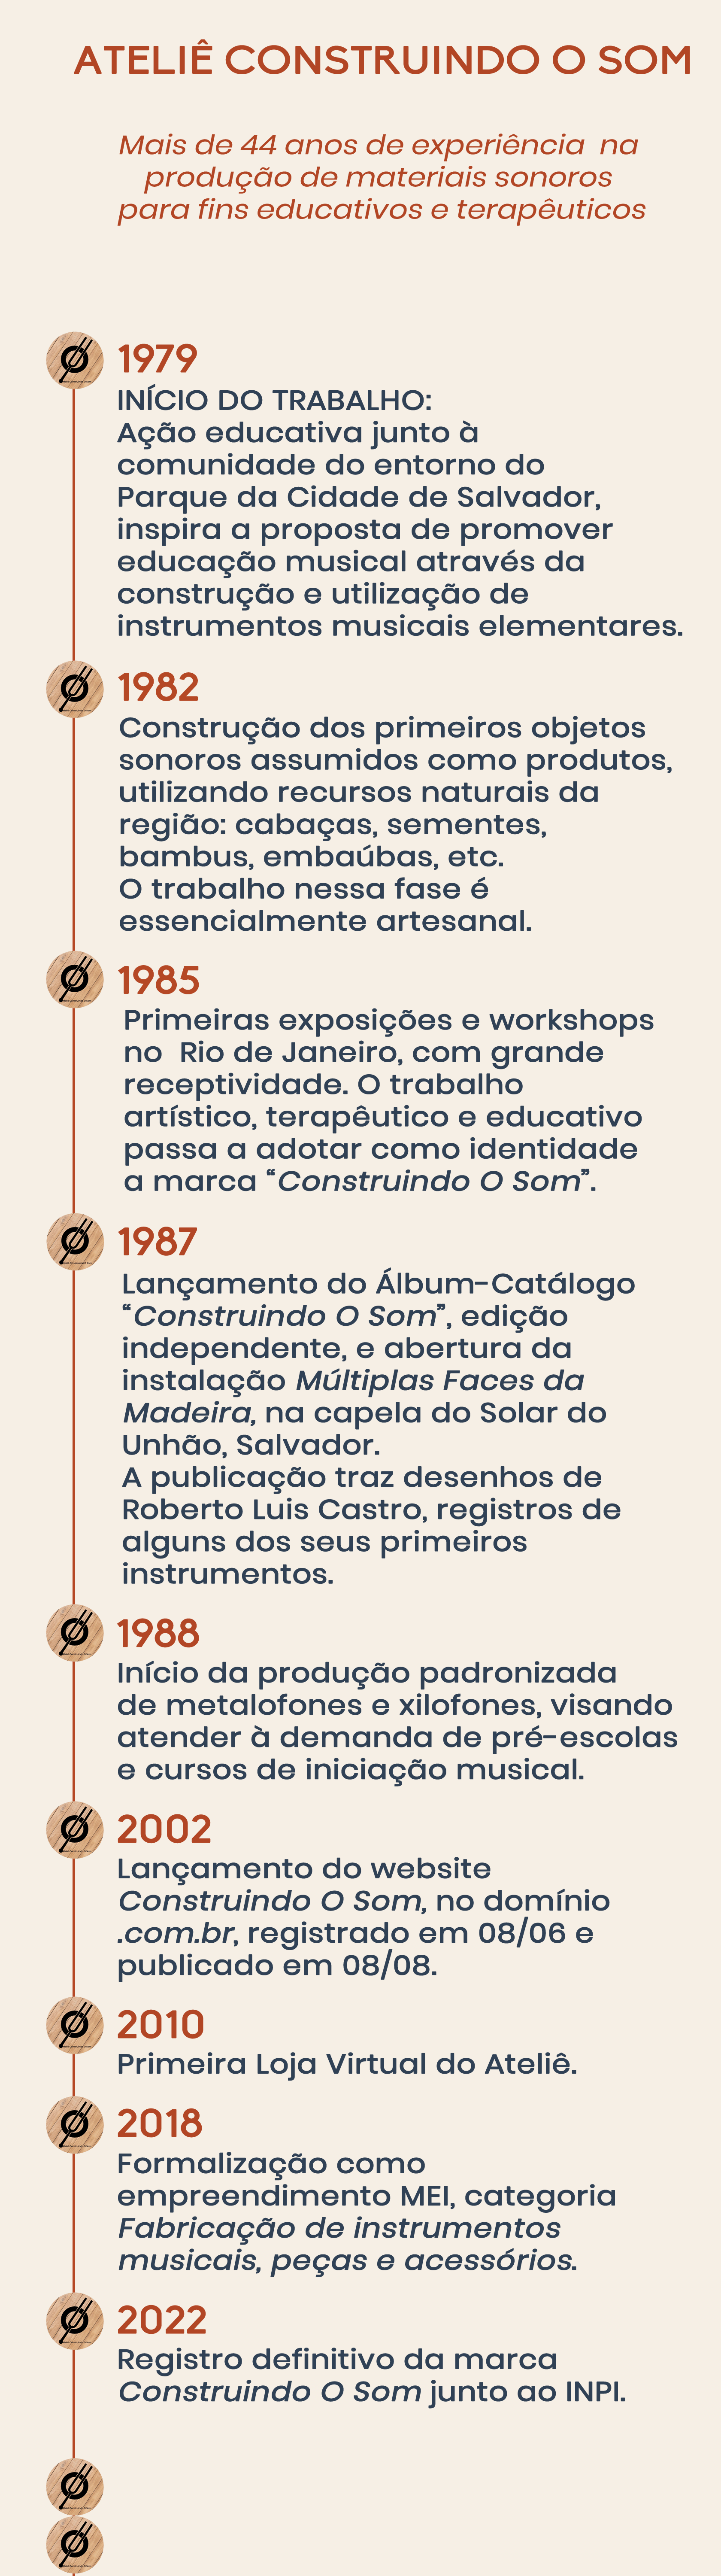 ATELIÊ CONSTRUINDO O SOM
Mais de 44 anos de experiência na
produção de materiais sonoros
para fins educativos e terapêuticos
1979
INÍCIO DO TRABALHO:
Ação educativa junto à
comunidade do entorno do
Parque da Cidade de Salvador,
inspira a proposta de promover
educação musical através da
construção e utilização de
instrumentos musicais elementares.
1982
Construção dos primeiros objetos
sonoros assumidos como produtos,
utilizando recursos naturais da
região: cabaças, sementes,
bambus, embaúbas, etc.
O trabalho nessa fase é
essencialmente artesanal.
1985
Primeiras exposições e workshops
no Rio de Janeiro, com grande
receptividade. O trabalho
artístico, terapêutico e educativo
passa a adotar como identidade
a marca “Construindo O Som”.
1987
Lançamento do Álbum-Catálogo
“Construindo O Som”, edição
independente, e abertura da
instalação Múltiplas Faces da
Madeira, na capela do Solar do
Unhão, Salvador.
A publicação traz desenhos de
Roberto Luis Castro, registros de
alguns dos seus primeiros
instrumentos.
1988
Início da produção padronizada
de metalofones e xilofones, visando
atender à demanda de pré-escolas
e cursos de iniciação musical.
2002
Lançamento do website
Construindo O Som, no domínio
.com.br, registrado em 08/06 e
publicado em 08/08.
2010
Primeira Loja Virtual do Ateliê.
2018
Formalização como
empreendimento MEI, categoria
Fabricação de instrumentos
musicais, peças e acessórios.
2022
Registro definitivo da marca
Construindo O Som junto ao INPI.